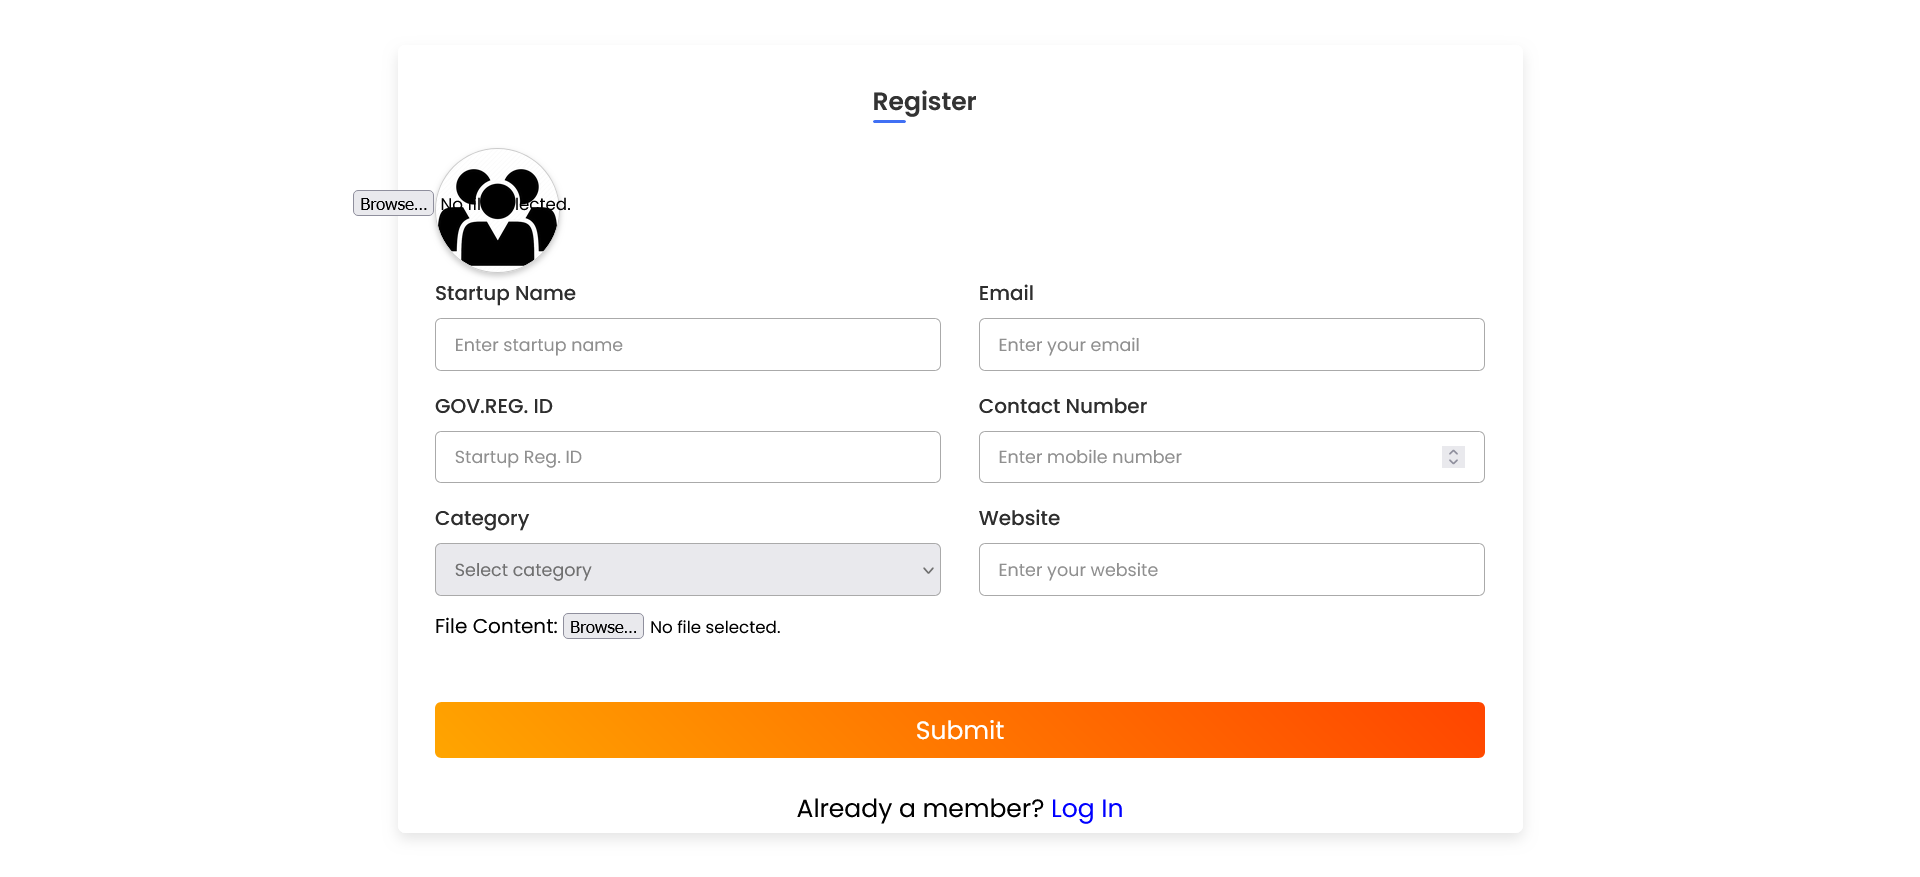 Register
Browse... No file selected.
Startup Name
Email
Enter startup name
Enter your email
GOV.REG. ID
Contact Number
Startup Reg. ID
Enter mobile number
Category
Website
Select category
Enter your website
File Content: Browse... No file selected.
Submit
Already a member? Log In